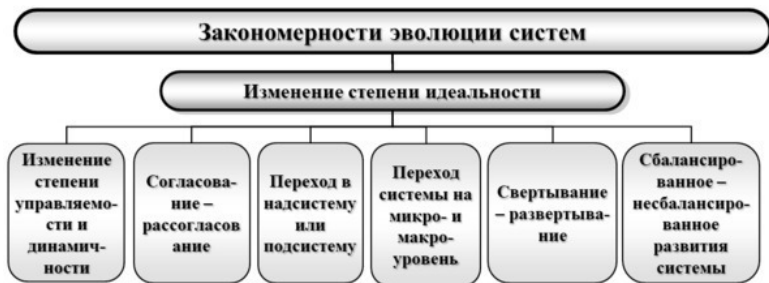 Закономерности эволюции систем
Изменение степени идеальности
Изменение
степени
управляемо-
сти и
динамич-
ности
Согласова-
ние –
рассогласов
ание
Переход в
надсистему
или
подсистему
Переход
системы на
микро- и
макро-
уровень
Свертывание
– развертыва-
ние
Сбалансиро-
ванное –
несбалансиро-
ванное
развития
системы